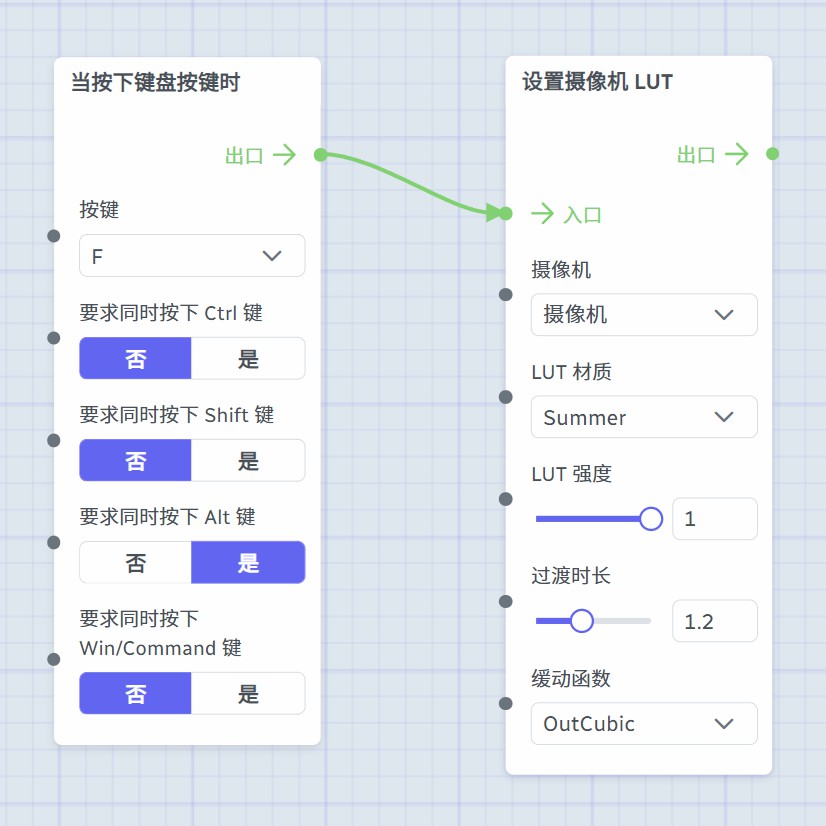 当按下键盘按键时
出口
按键
F
要求同时按下 Ctrl 键
否 是
要求同时按下 Shift 键
否 是
要求同时按下 Alt 键
否 是
要求同时按下
Win/Command 键
否 是
设置摄像机 LUT
出口
入口
摄像机
摄像机
LUT 材质
Summer
LUT 强度
1
过渡时长
1.2
缓动函数
OutCubic